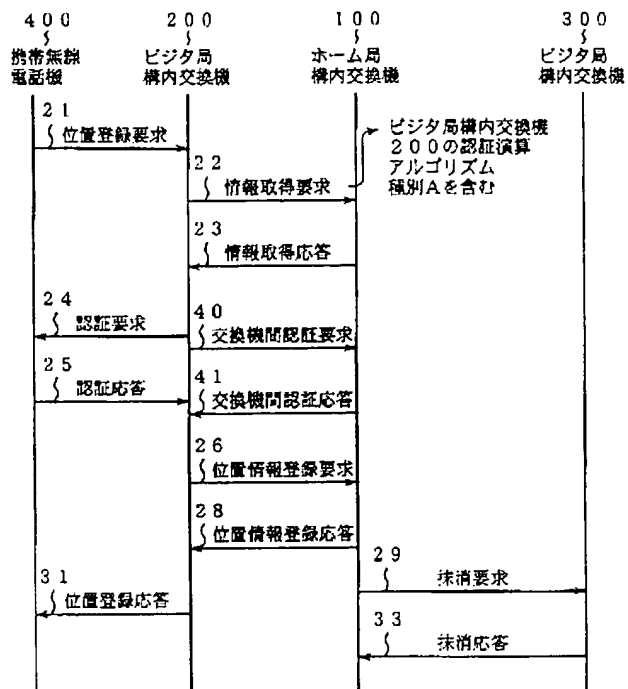 400 200 100 300
携帯無線 ビジタ局 ホーム局 ビジタ局
電話機 構内交換機 構内交換機 構内交換機
21
位置登録要求
ビジタ局構内交換機
200の認証演算
アルゴリズム
種別Aを含む
22
情報取得要求
23
情報取得応答
24
認証要求
40
交換機間認証要求
25
認証応答
41
交換機間認証応答
26
位置情報登録要求
28
位置情報登録応答
29
抹消要求
31
位置登録応答
33
抹消応答